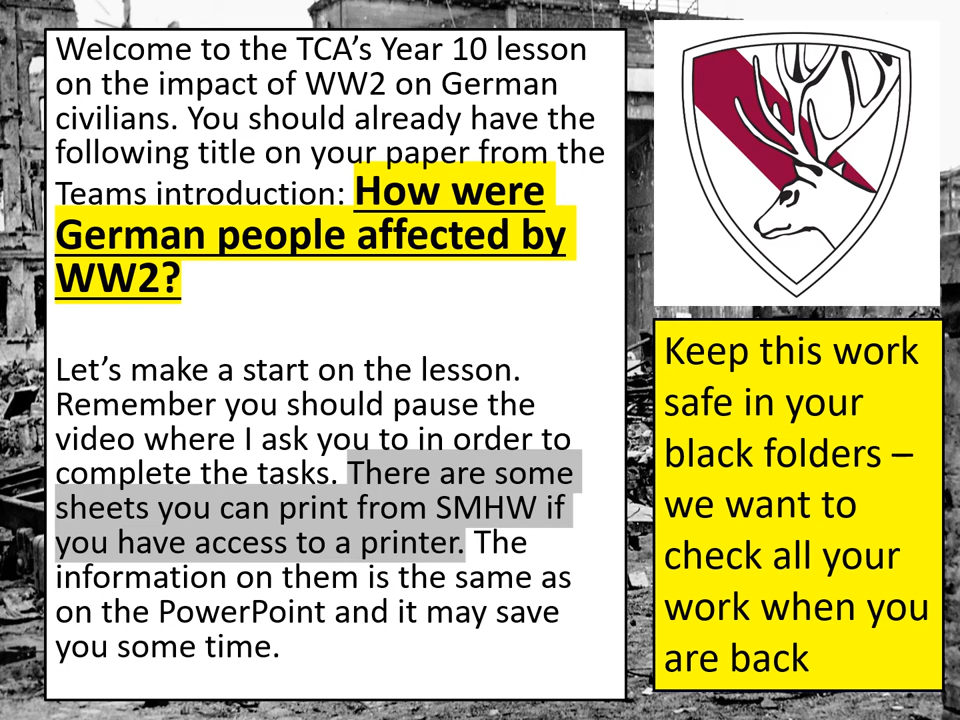 Welcome to the TCA’s Year 10 lesson
on the impact of WW2 on German
civilians. You should already have the
following title on your paper from the
Teams introduction: How were
German people affected by
WW2?
Let’s make a start on the lesson.
Remember you should pause the
video where I ask you to in order to
complete the tasks. There are some
sheets you can print from SMHW if
you have access to a printer. The
information on them is the same as
on the PowerPoint and it may save
you some time.
Keep this work
safe in your
black folders –
we want to
check all your
work when you
are back